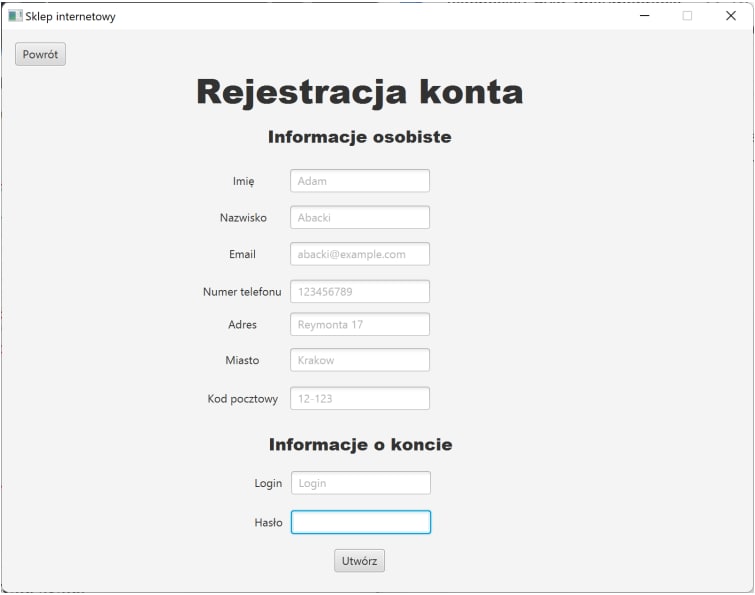 Sklep internetowy
Powrót
Rejestracja konta
Informacje osobiste
Imię Adam
Nazwisko Abacki
Email abacki@example.com
Numer telefonu 123456789
Adres Reymonta 17
Miasto Krakow
Kod pocztowy 12-123
Informacje o koncie
Login Login
Hasło
Utwórz